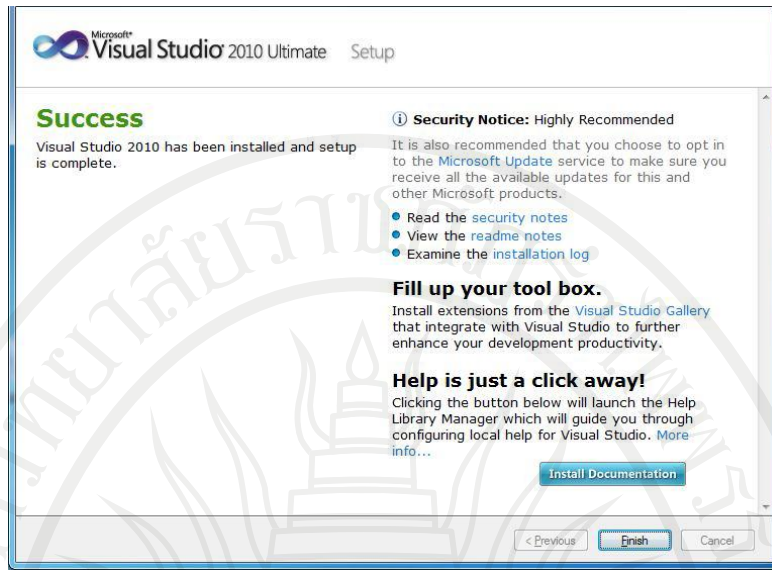 Microsoft®
Visual Studio® 2010 Ultimate Setup
Success
Visual Studio 2010 has been installed and setup
is complete.
Security Notice: Highly Recommended
It is also recommended that you choose to opt in
to the Microsoft Update service to make sure you
receive all the available updates for this and
other Microsoft products.
Read the security notes
View the readme notes
Examine the installation log
Fill up your tool box.
Install extensions from the Visual Studio Gallery
that integrate with Visual Studio to further
enhance your development productivity.
Help is just a click away!
Clicking the button below will launch the Help
Library Manager which will guide you through
configuring local help for Visual Studio. More
info...
Install Documentation
< Previous Finish Cancel